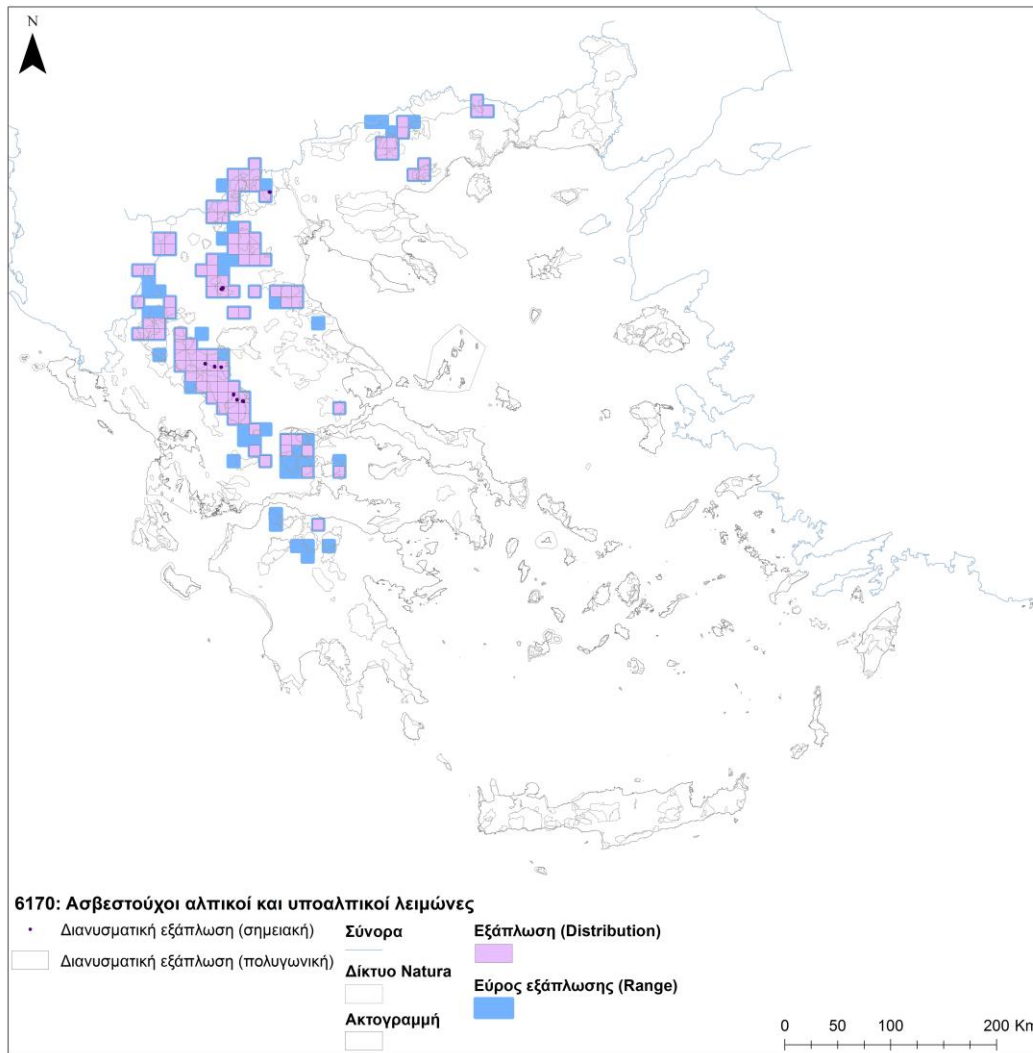 N
6170: Ασβεστούχοι αλπικοί και υποαλπικοί λειμώνες
Διανυσματική εξάπλωση (σημειακή)
Διανυσματική εξάπλωση (πολυγωνική)
Σύνορα
Δίκτυο Natura
Ακτογραμμή
Εξάπλωση (Distribution)
Εύρος εξάπλωσης (Range)
0 50 100 200 Km